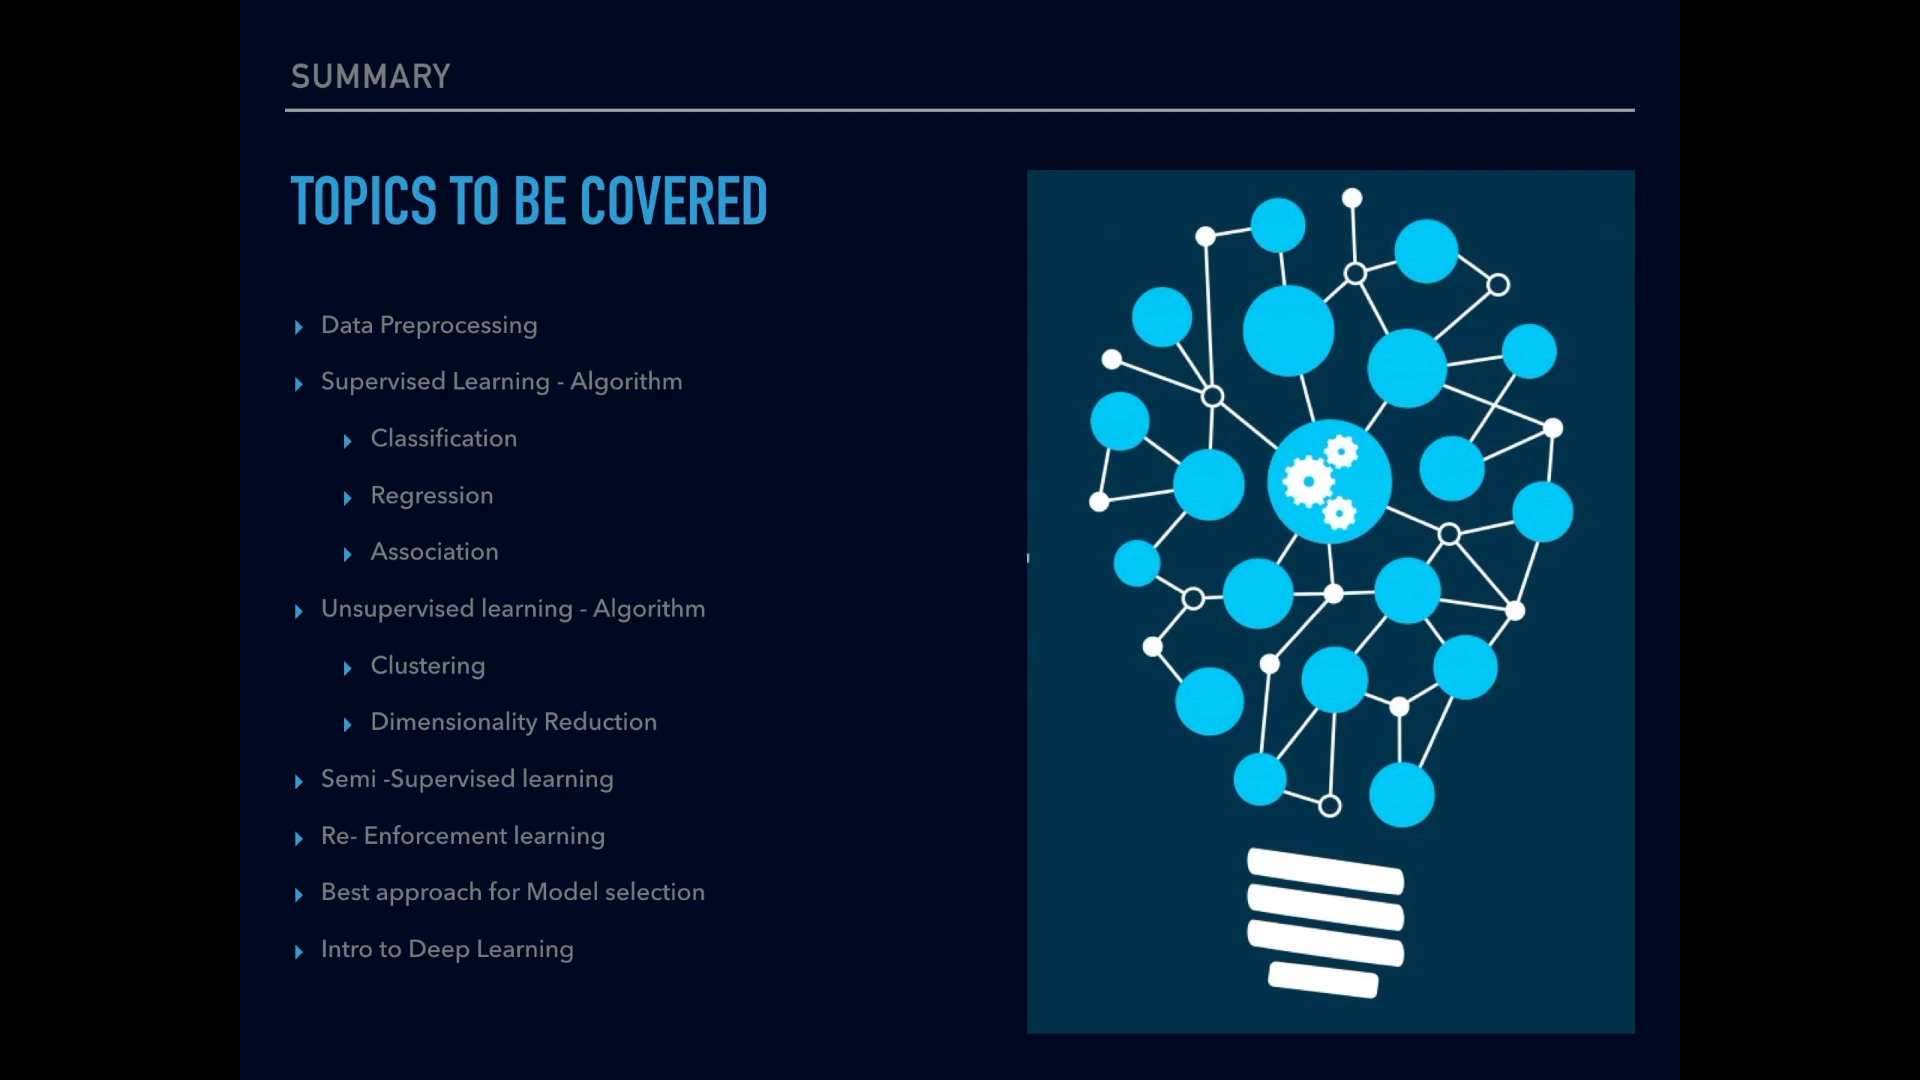 SUMMARY
TOPICS TO BE COVERED
Data Preprocessing
Supervised Learning - Algorithm
Classification
Regression
Association
Unsupervised learning - Algorithm
Clustering
Dimensionality Reduction
Semi -Supervised learning
Re- Enforcement learning
Best approach for Model selection
Intro to Deep Learning